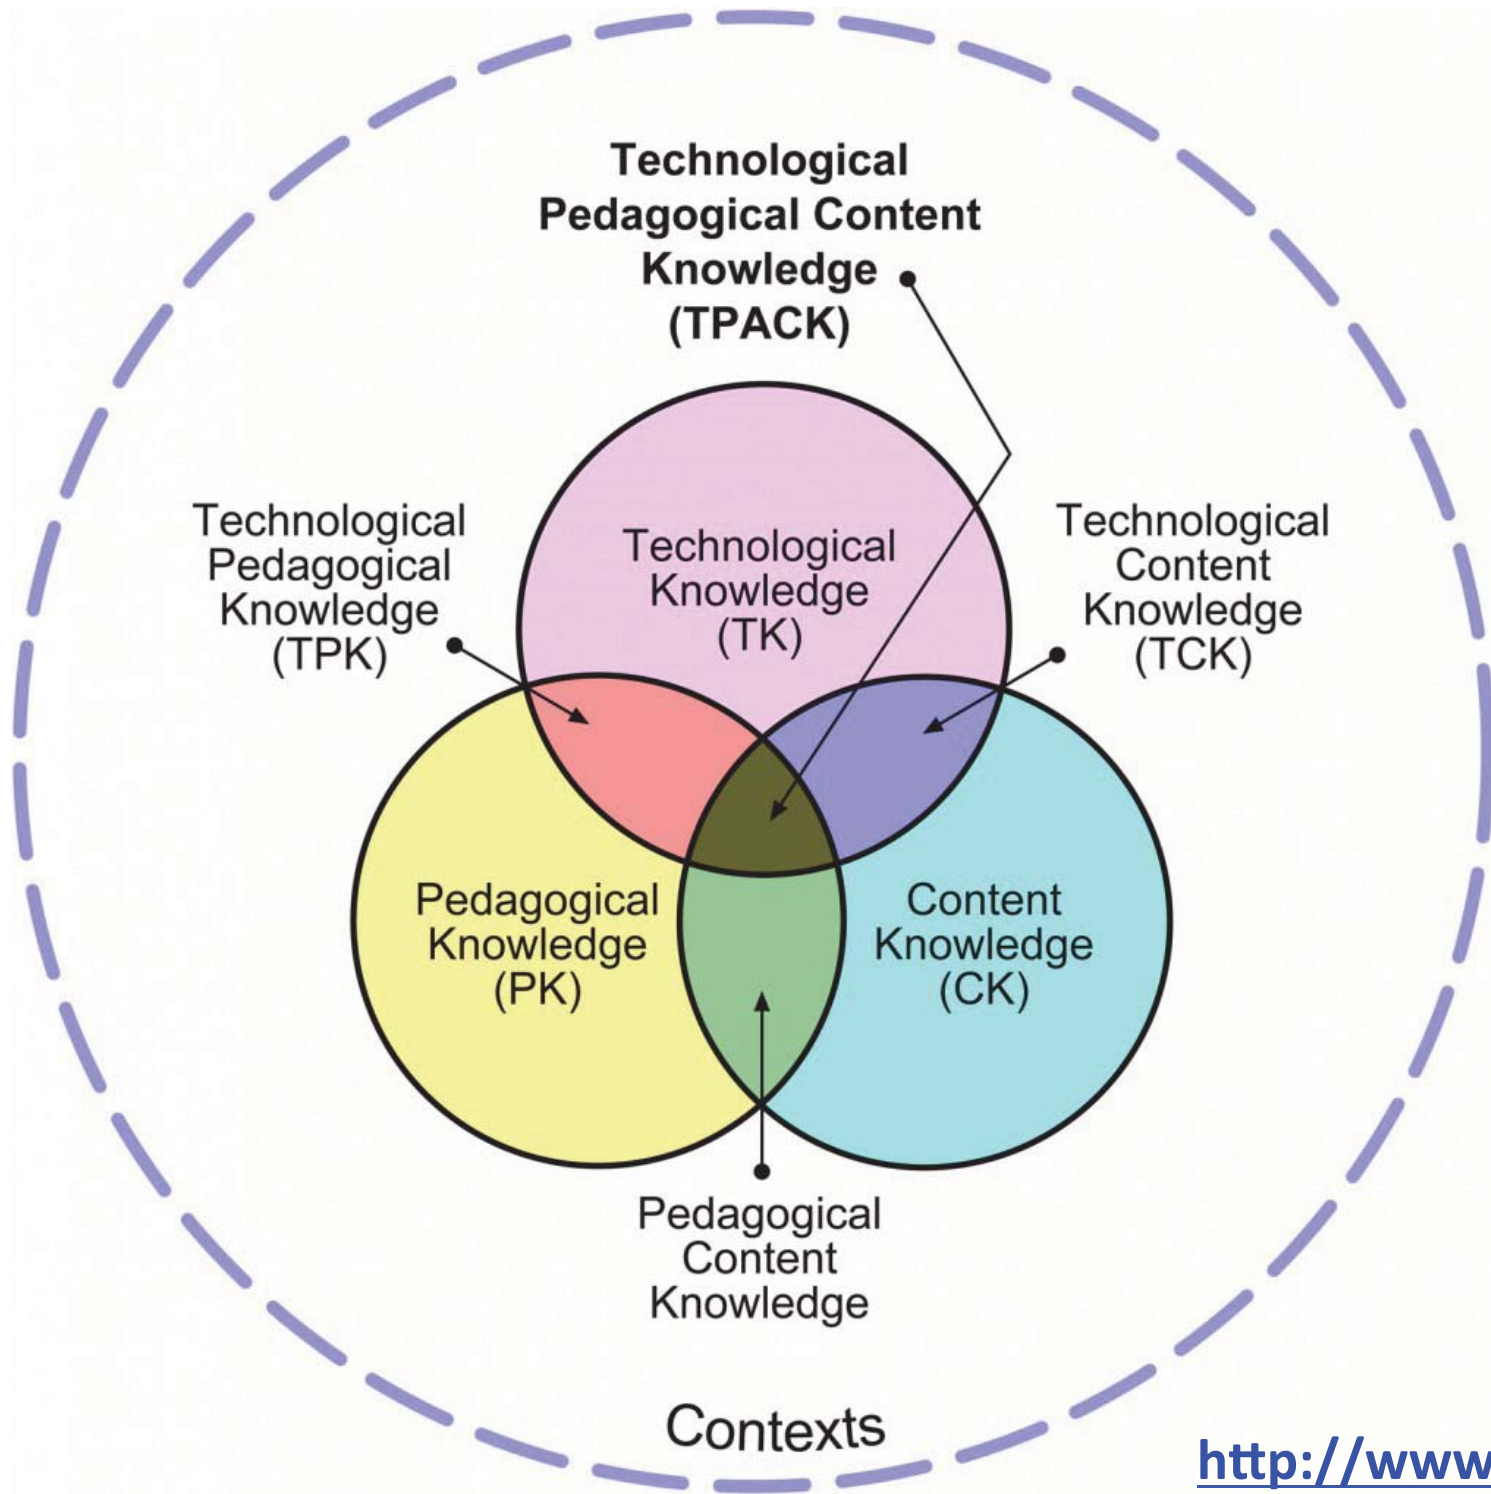 Technological
Pedagogical Content
Knowledge
(TPACK)
Technological
Pedagogical
Knowledge
(TPK)
Technological
Knowledge
(TK)
Technological
Content
Knowledge
(TCK)
Pedagogical
Knowledge
(PK)
Content
Knowledge
(CK)
Pedagogical
Content
Knowledge
Contexts
http://www